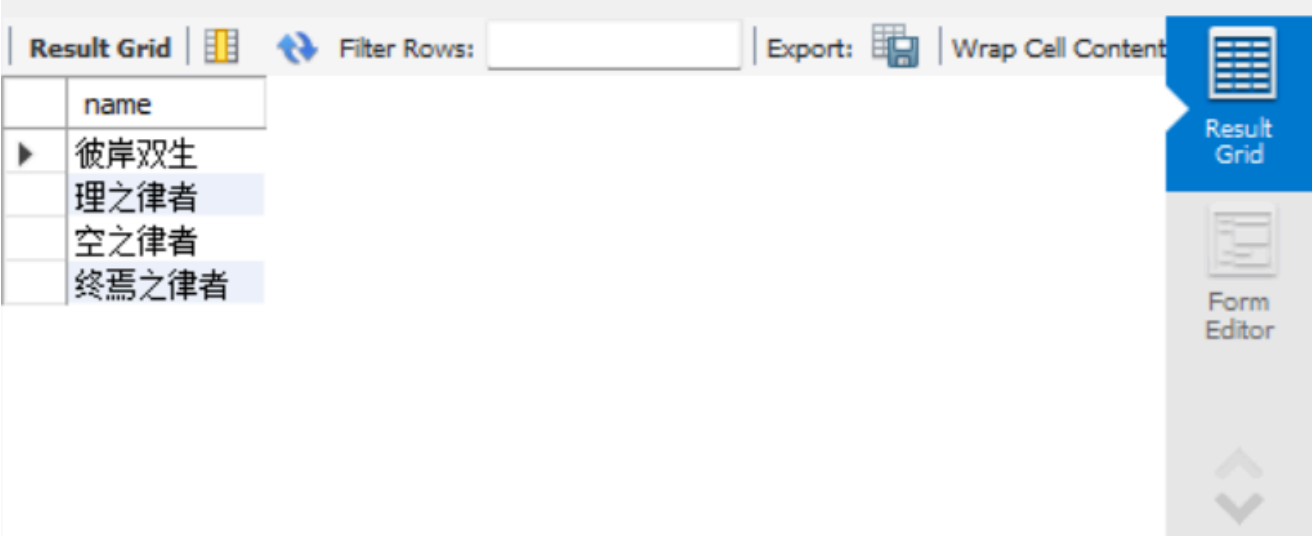 Result Grid Filter Rows: Export: Wrap Cell Content
name
彼岸双生
理之律者
空之律者
终焉之律者
Result
Grid
Form
Editor